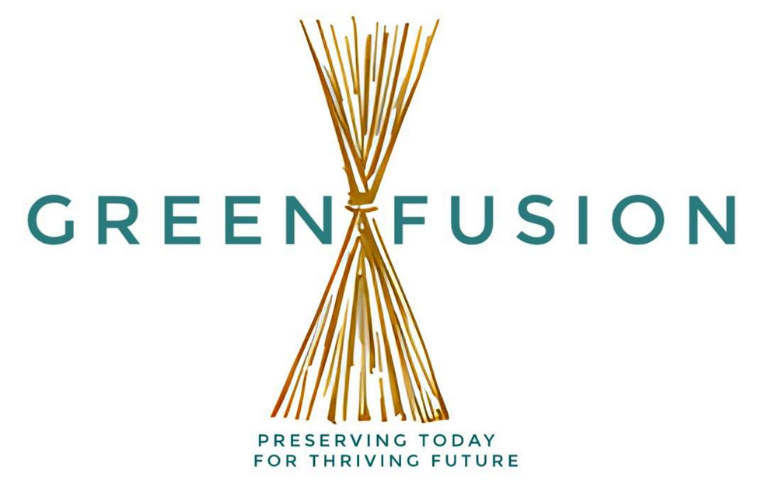 GREEN FUSION
PRESERVING TODAY
FOR THRIVING FUTURE